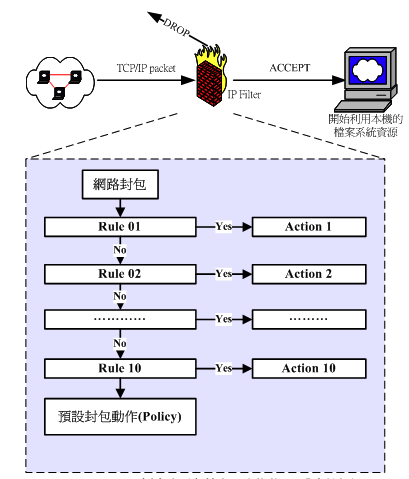 DROP
TCP/IP packet
ACCEPT
IP Filter
開始利用本機的
檔案系統資源
網路封包
Rule 01
Yes
Action 1
No
Rule 02
Yes
Action 2
No
…………
Yes
………
No
Rule 10
Yes
Action 10
預設封包動作(Policy)